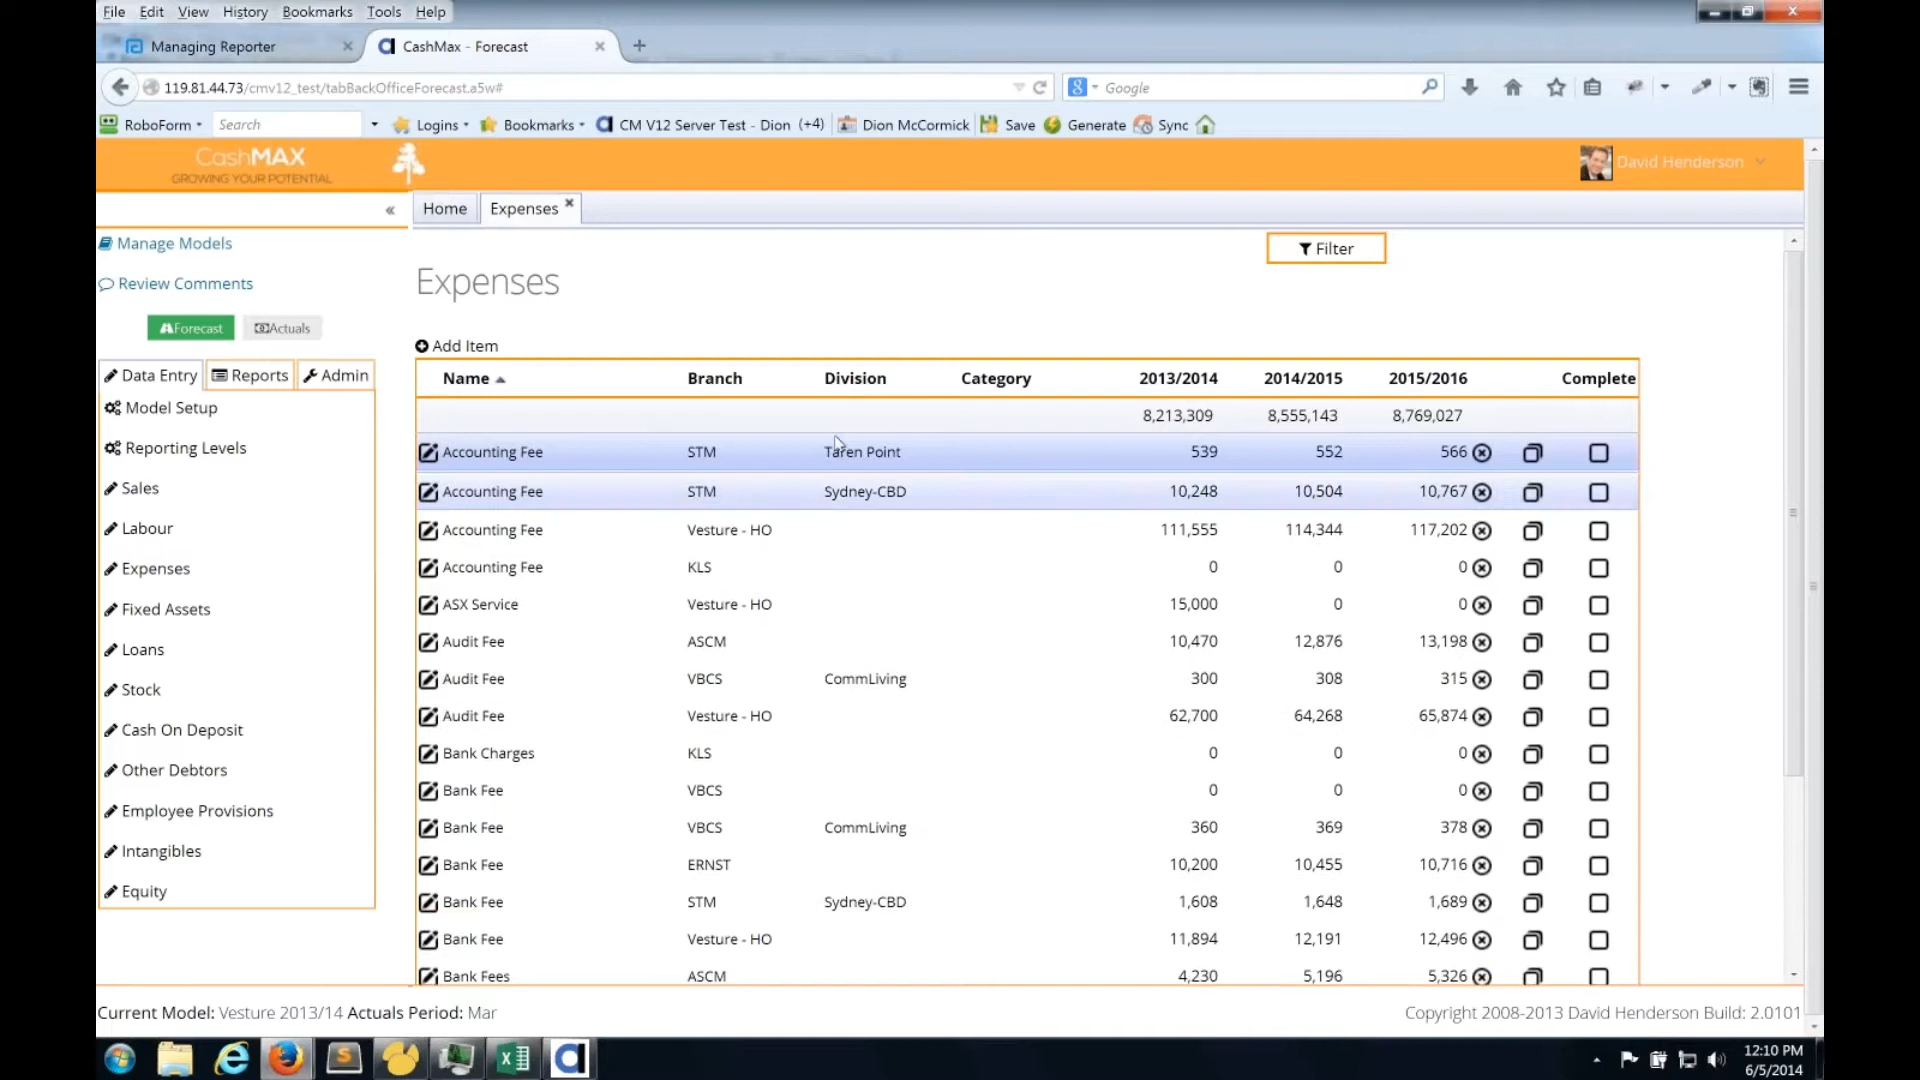 File Edit View History Bookmarks Tools Help
Managing Reporter
CashMax - Forecast
119.81.44.73/cmv12_test/tabBackOfficeForecast.a5w#
Google
RoboForm Search Logins Bookmarks CM V12 Server Test - Dion (+4) Dion McCormick Save Generate Sync
CashMAX
GROWING YOUR POTENTIAL
David Henderson
« Home Expenses
Manage Models
Filter
Review Comments
Expenses
Forecast Actuals
Add Item
Data Entry Reports Admin
Name Branch Division Category 2013/2014 2014/2015 2015/2016 Complete
Model Setup
Reporting Levels
Sales
Labour
Expenses
Fixed Assets
Loans
Stock
Cash On Deposit
Other Debtors
Employee Provisions
Intangibles
Equity
8,213,309 8,555,143 8,769,027
Accounting Fee STM Taren Point 539 552 566
Accounting Fee STM Sydney-CBD 10,248 10,504 10,767
Accounting Fee Vesture - HO 111,555 114,344 117,202
Accounting Fee KLS 0 0 0
ASX Service Vesture - HO 15,000 0 0
Audit Fee ASCM 10,470 12,876 13,198
Audit Fee VBCS CommLiving 300 308 315
Audit Fee Vesture - HO 62,700 64,268 65,874
Bank Charges KLS 0 0 0
Bank Fee VBCS 0 0 0
Bank Fee VBCS CommLiving 360 369 378
Bank Fee ERNST 10,200 10,455 10,716
Bank Fee STM Sydney-CBD 1,608 1,648 1,689
Bank Fee Vesture - HO 11,894 12,191 12,496
Bank Fees ASCM 4,230 5,196 5,326
Current Model: Vesture 2013/14 Actuals Period: Mar
Copyright 2008-2013 David Henderson Build: 2.0101
12:10 PM
6/5/2014